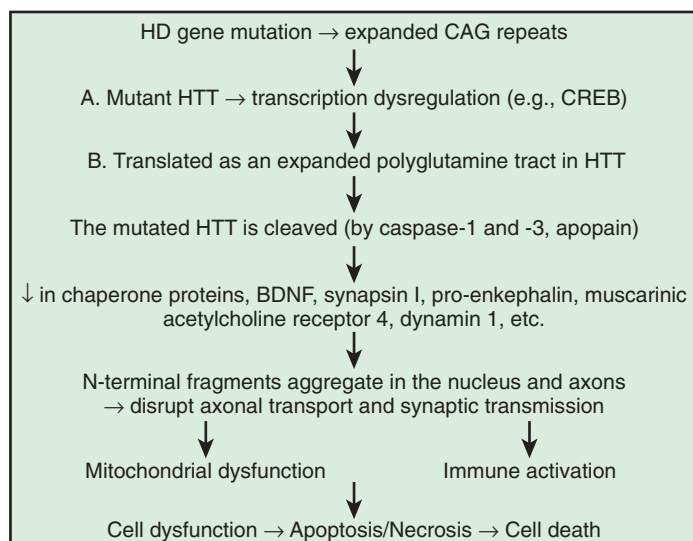 HD gene mutation → expanded CAG repeats
A. Mutant HTT → transcription dysregulation (e.g., CREB)
B. Translated as an expanded polyglutamine tract in HTT
The mutated HTT is cleaved (by caspase-1 and -3, apopain)
↓ in chaperone proteins, BDNF, synapsin I, pro-enkephalin, muscarinic
acetylcholine receptor 4, dynamin 1, etc.
N-terminal fragments aggregate in the nucleus and axons
→ disrupt axonal transport and synaptic transmission
Mitochondrial dysfunction Immune activation
Cell dysfunction → Apoptosis/Necrosis → Cell death